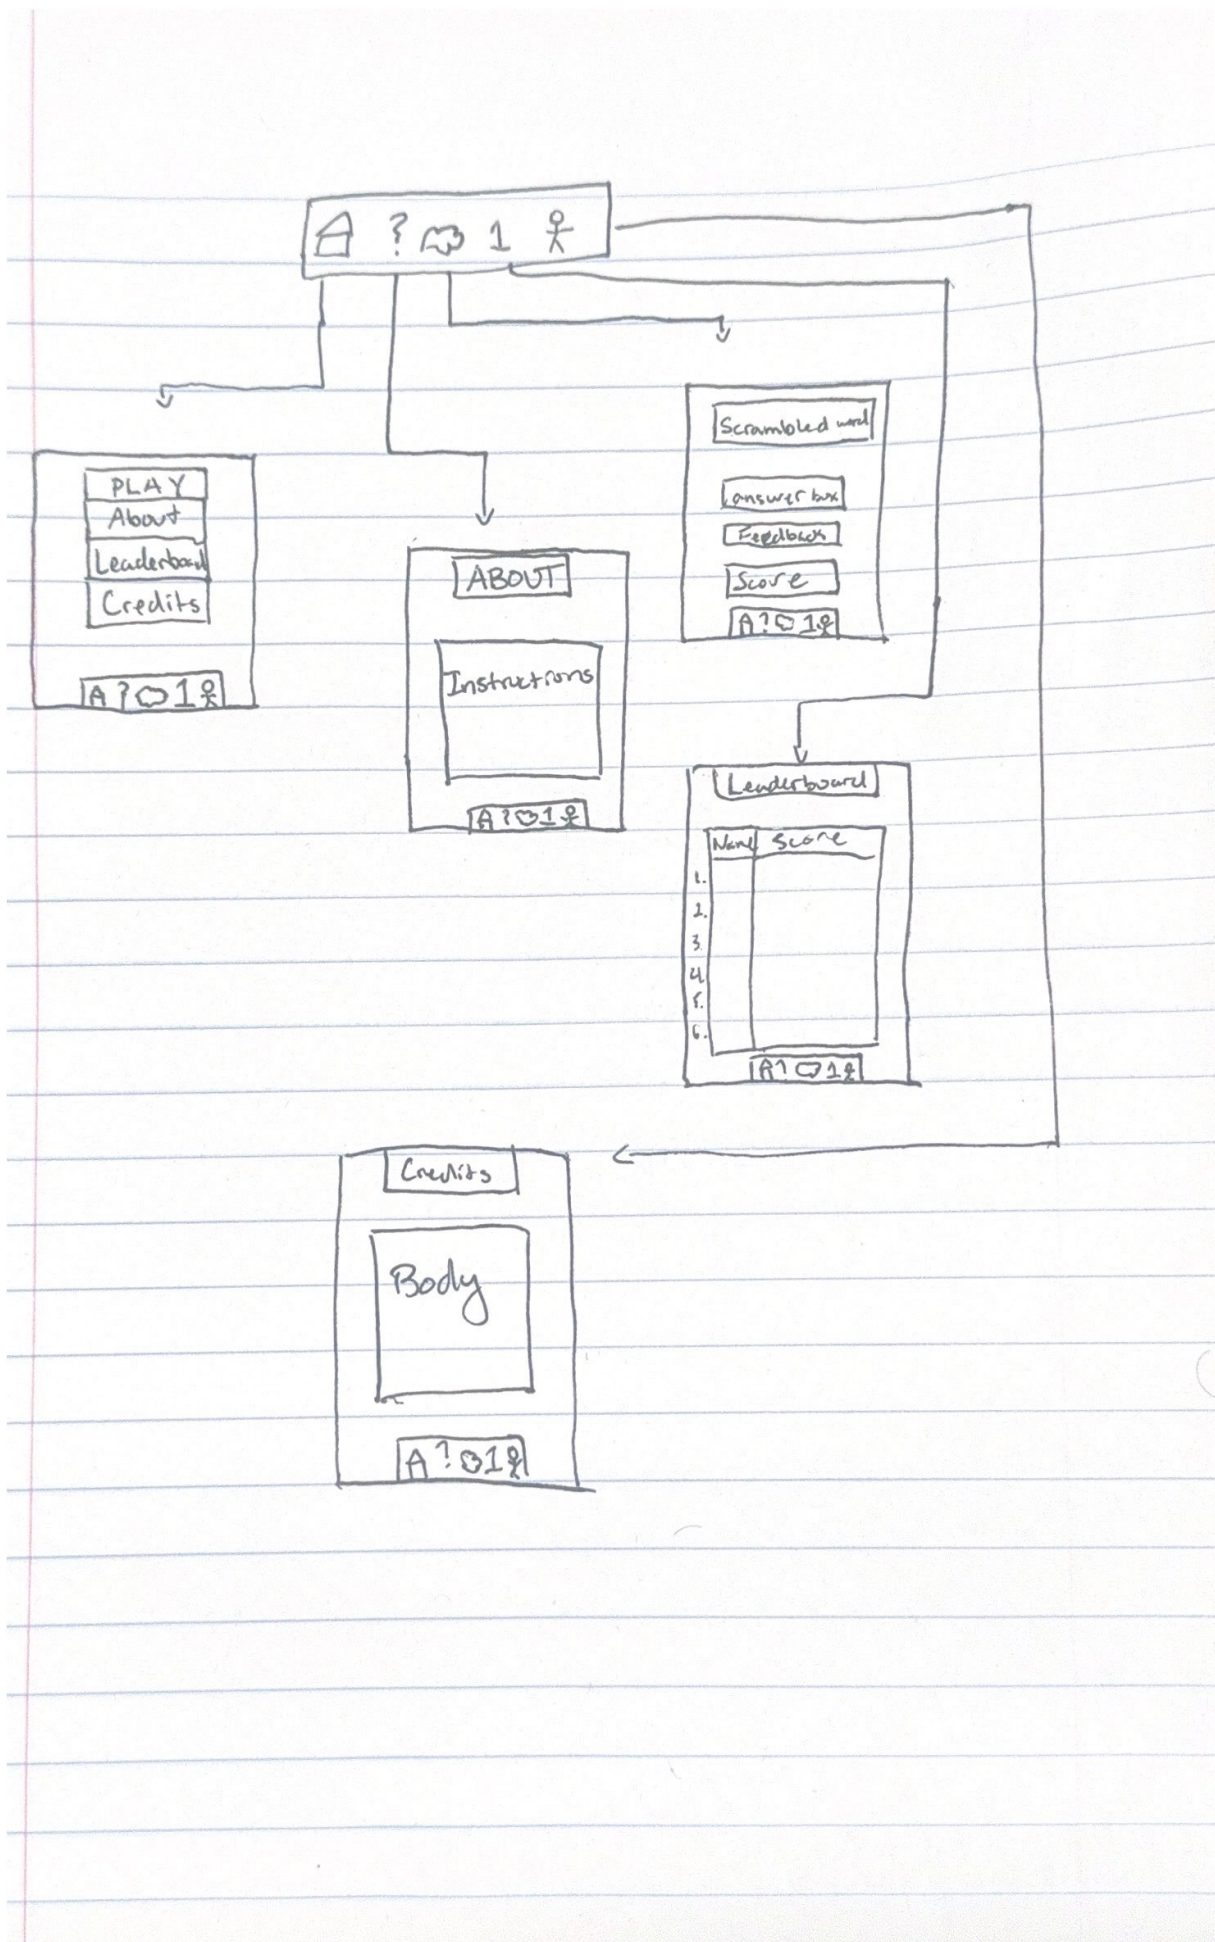 ? 1
PLAY
About
Leaderboard
Credits
A ? 1
ABOUT
Instructions
A ? 1
Scrambled word
answer box
Feedback
Score
A ? 1
Leaderboard
Name Score
1.
2.
3.
4.
5.
6.
A ? 1
Credits
Body
A ? 1